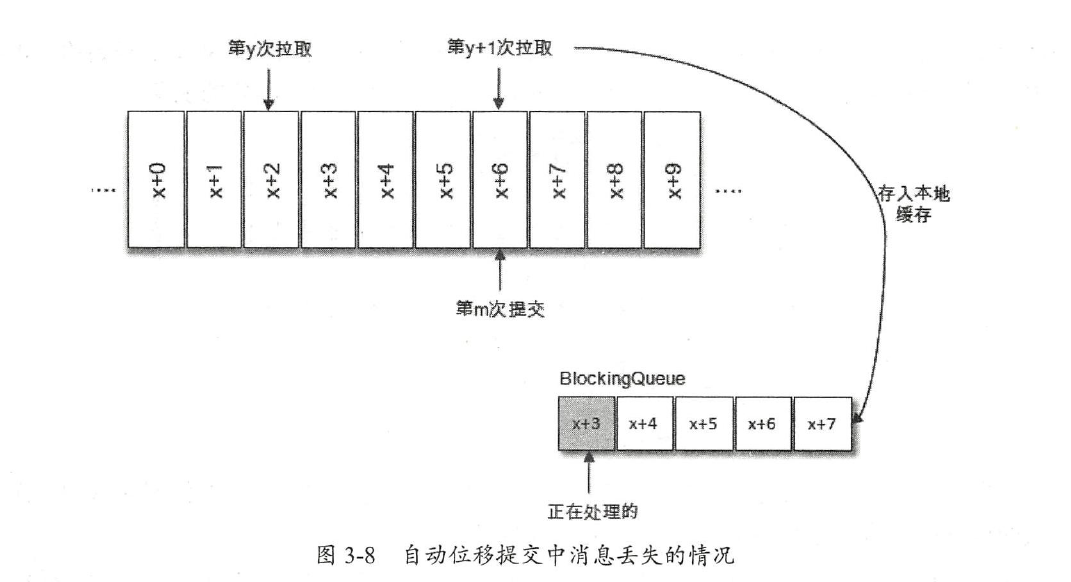 第y次拉取
第y+1次拉取
....
x+0
x+1
x+2
x+3
x+4
x+5
x+6
x+7
x+8
x+9
....
存入本地
缓存
第m次提交
BlockingQueue
x+3
x+4
x+5
x+6
x+7
正在处理的
图 3-8 自动位移提交中消息丢失的情况